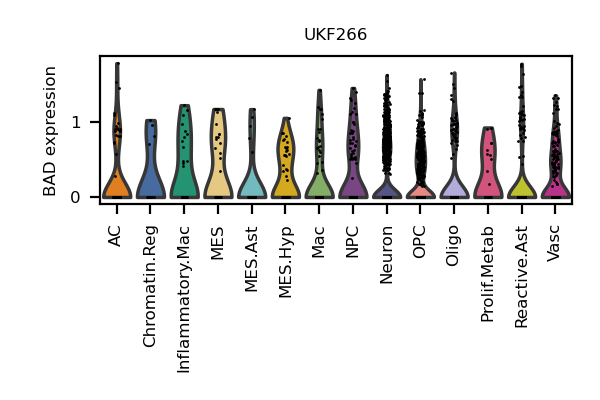 UKF266
BAD expression
1
0
AC
Chromatin.Reg
Inflammatory.Mac
MES
MES.Ast
MES.Hyp
Mac
NPC
Neuron
OPC
Oligo
Prolif.Metab
Reactive.Ast
Vasc